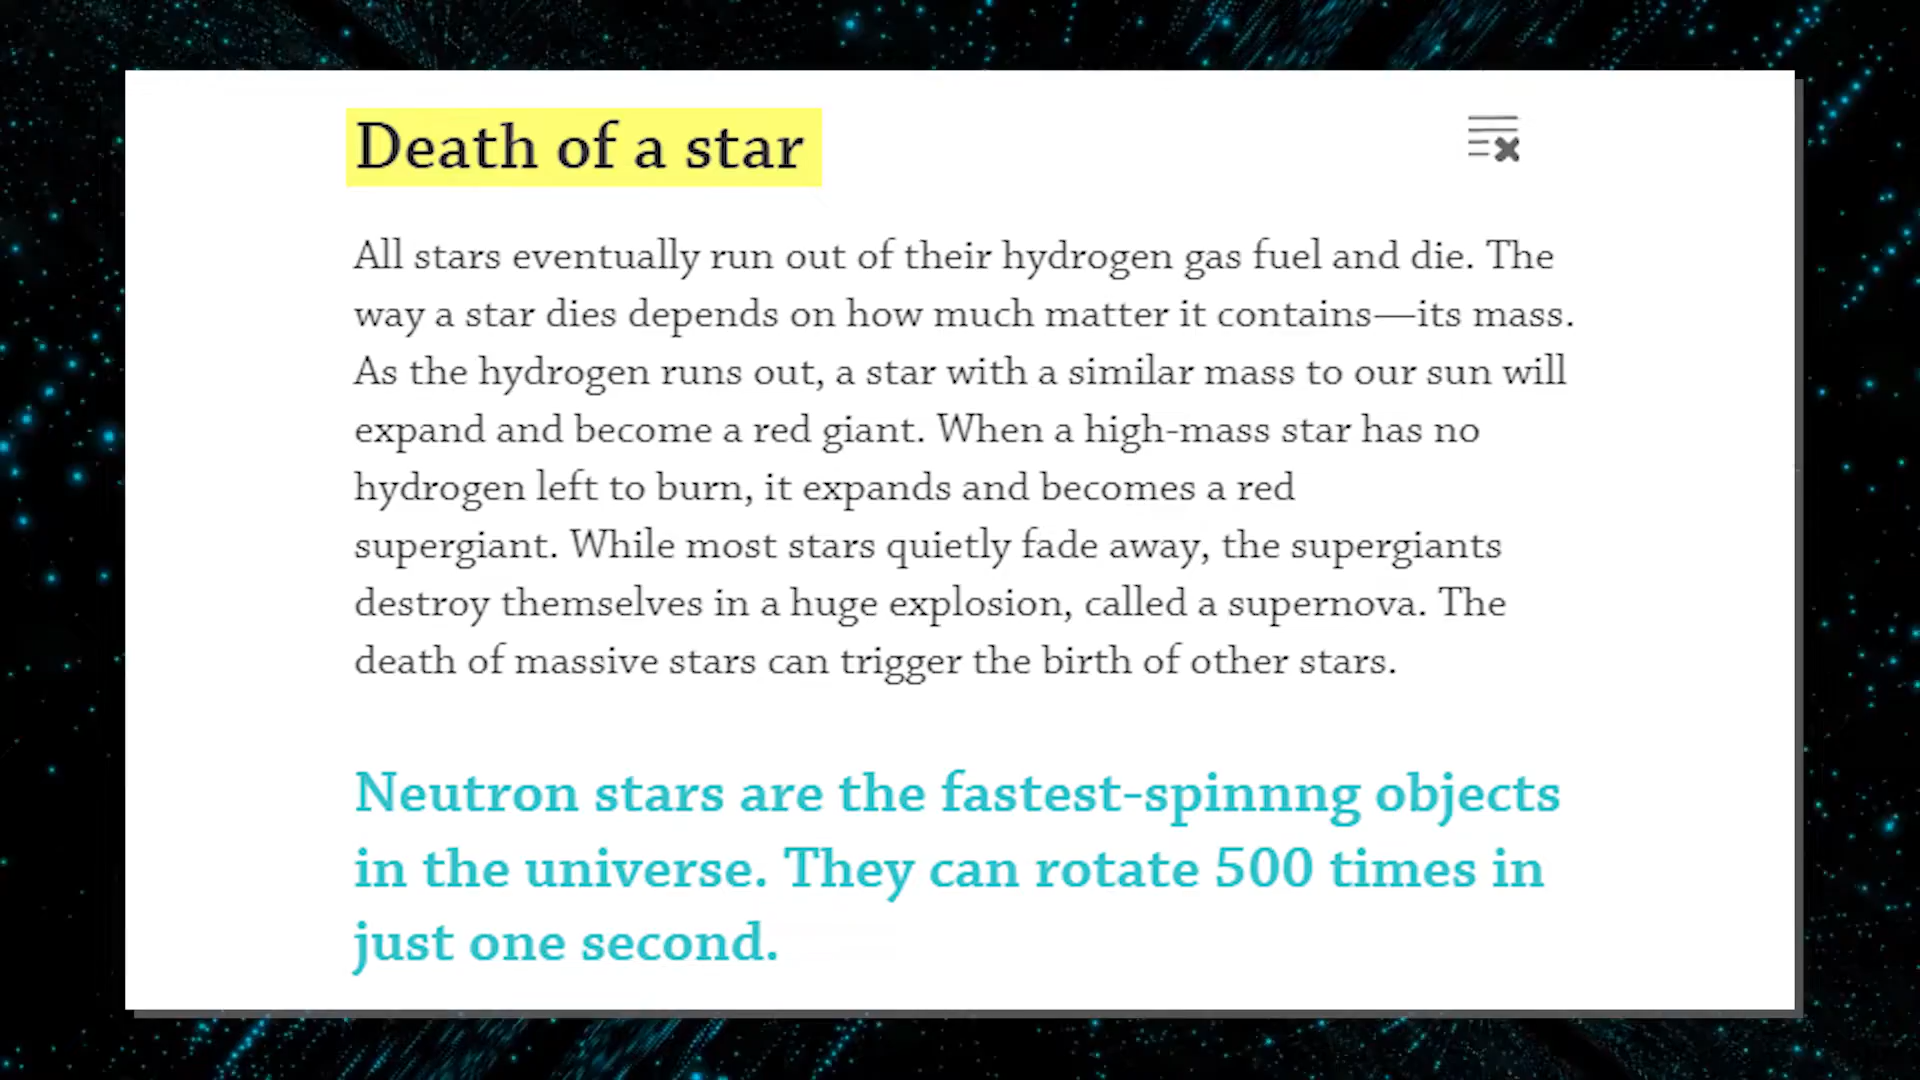 Death of a star
All stars eventually run out of their hydrogen gas fuel and die. The
way a star dies depends on how much matter it contains—its mass.
As the hydrogen runs out, a star with a similar mass to our sun will
expand and become a red giant. When a high-mass star has no
hydrogen left to burn, it expands and becomes a red
supergiant. While most stars quietly fade away, the supergiants
destroy themselves in a huge explosion, called a supernova. The
death of massive stars can trigger the birth of other stars.
Neutron stars are the fastest-spinnng objects
in the universe. They can rotate 500 times in
just one second.